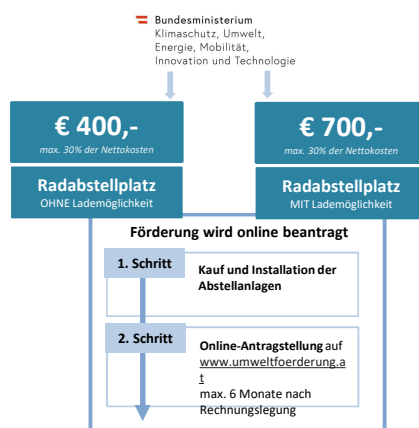 Bundesministerium
Klimaschutz, Umwelt,
Energie, Mobilität,
Innovation und Technologie
€ 400,-
max. 30% der Nettokosten
Radabstellplatz
OHNE Lademöglichkeit
€ 700,-
max. 30% der Nettokosten
Radabstellplatz
MIT Lademöglichkeit
Förderung wird online beantragt
1. Schritt
Kauf und Installation der
Abstellanlagen
2. Schritt
Online-Antragstellung auf
www.umweltfoerderung.a
t
max. 6 Monate nach
Rechnungslegung